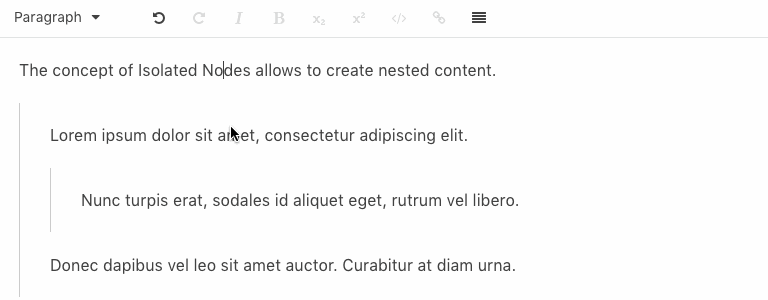 Paragraph
I B x₂ x² </>
The concept of Isolated Nodes allows to create nested content.
Lorem ipsum dolor sit amet, consectetur adipiscing elit.
Nunc turpis erat, sodales id aliquet eget, rutrum vel libero.
Donec dapibus vel leo sit amet auctor. Curabitur at diam urna.